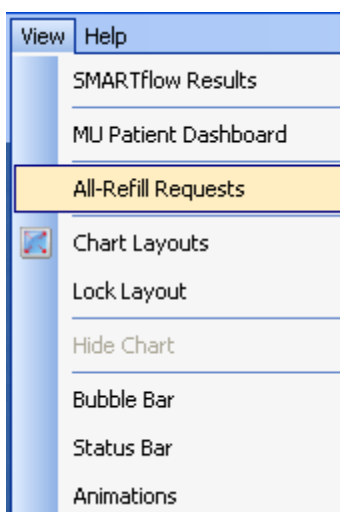 View Help
SMARTflow Results
MU Patient Dashboard
All-Refill Requests
Chart Layouts
Lock Layout
Hide Chart
Bubble Bar
Status Bar
Animations